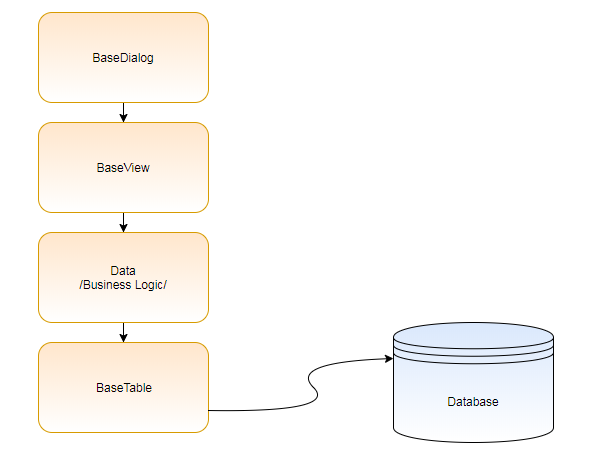 BaseDialog
BaseView
Data
/Business Logic/
BaseTable
Database